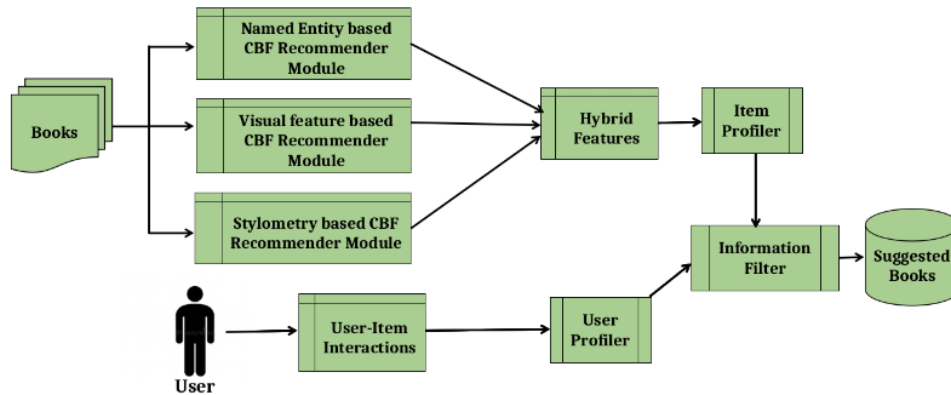 Named Entity based
CBF Recommender
Module
Books
Visual feature based
CBF Recommender
Module
Stylometry based CBF
Recommender Module
Hybrid
Features
Item
Profiler
Information
Filter
Suggested
Books
User
User-Item
Interactions
User
Profiler